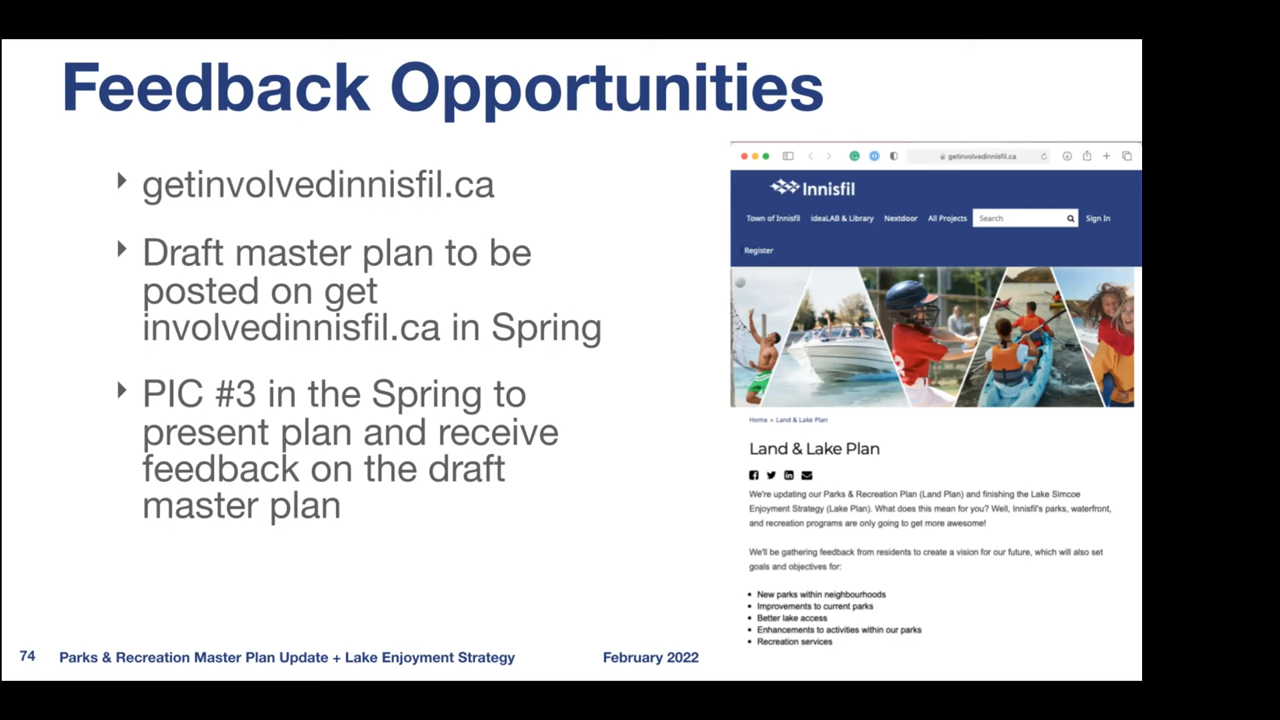 Feedback Opportunities
getinvolvedinnisfil.ca
Draft master plan to be
posted on get
involvedinnisfil.ca in Spring
PIC #3 in the Spring to
present plan and receive
feedback on the draft
master plan
getinvolvedinnisfil.ca
Innisfil
Town of Innisfil ideaLAB & Library Nextdoor All Projects Search Sign In
Register
Home » Land & Lake Plan
Land & Lake Plan
We're updating our Parks & Recreation Plan (Land Plan) and finishing the Lake Simcoe
Enjoyment Strategy (Lake Plan). What does this mean for you? Well, Innisfil's parks, waterfront,
and recreation programs are only going to get more awesome!
We'll be gathering feedback from residents to create a vision for our future, which will also set
goals and objectives for:
New parks within neighbourhoods
Improvements to current parks
Better lake access
Enhancements to activities within our parks
Recreation services
74 Parks & Recreation Master Plan Update + Lake Enjoyment Strategy February 2022